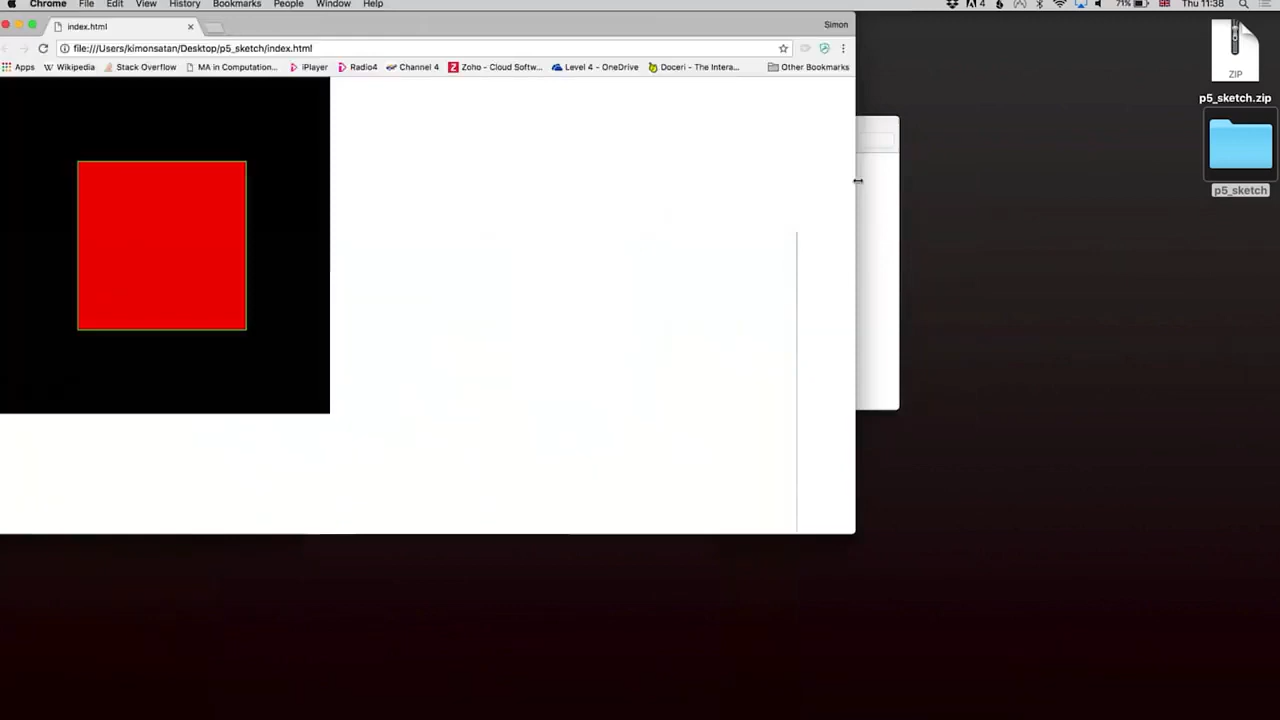 Chrome File Edit View History Bookmarks People Window Help 4 71% Thu 11:38
index.html Simon
file:///Users/kimonsatan/Desktop/p5_sketch/index.html
Apps Wikipedia Stack Overflow MA in Computation... iPlayer Radio4 Channel 4 Zoho - Cloud Softw... Level 4 - OneDrive Doceri - The Intera... Other Bookmarks
ZIP
p5_sketch.zip
p5_sketch